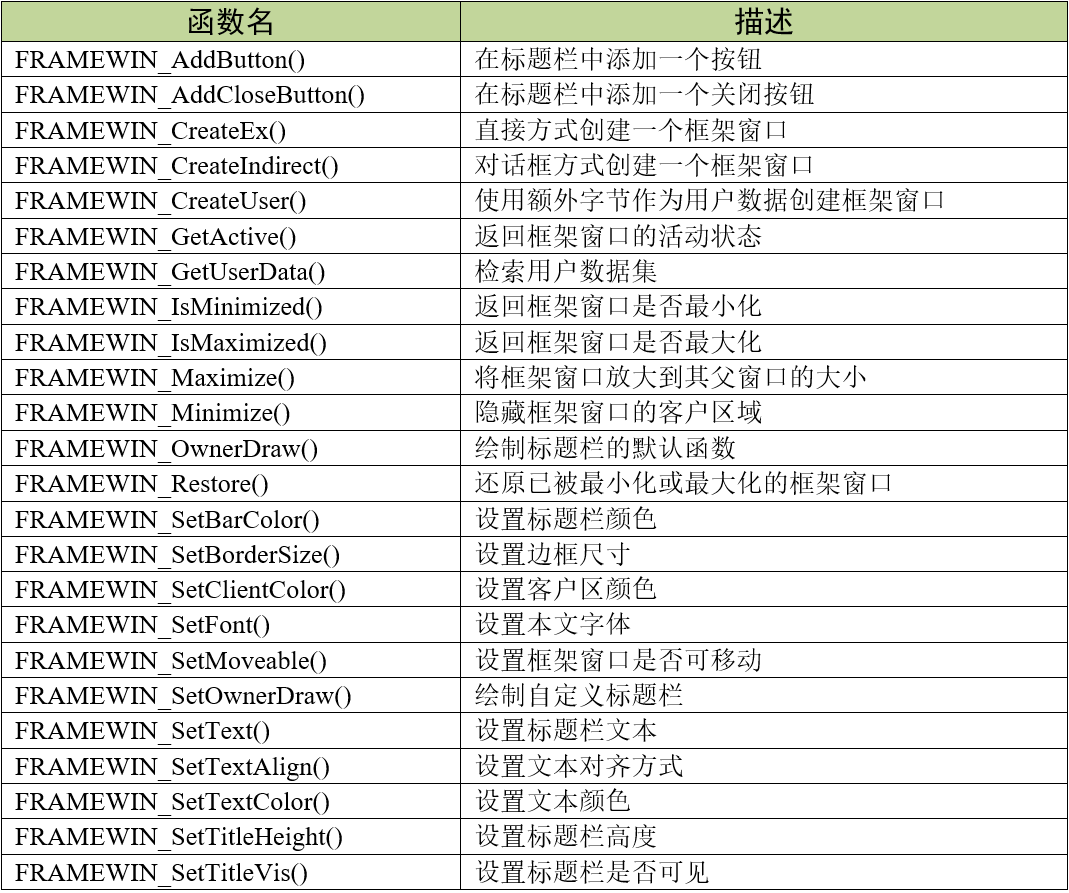 函数名 描述
FRAMEWIN_AddButton() 在标题栏中添加一个按钮
FRAMEWIN_AddCloseButton() 在标题栏中添加一个关闭按钮
FRAMEWIN_CreateEx() 直接方式创建一个框架窗口
FRAMEWIN_CreateIndirect() 对话框方式创建一个框架窗口
FRAMEWIN_CreateUser() 使用额外字节作为用户数据创建框架窗口
FRAMEWIN_GetActive() 返回框架窗口的活动状态
FRAMEWIN_GetUserData() 检索用户数据集
FRAMEWIN_IsMinimized() 返回框架窗口是否最小化
FRAMEWIN_IsMaximized() 返回框架窗口是否最大化
FRAMEWIN_Maximize() 将框架窗口放大到其父窗口的大小
FRAMEWIN_Minimize() 隐藏框架窗口的客户区域
FRAMEWIN_OwnerDraw() 绘制标题栏的默认函数
FRAMEWIN_Restore() 还原已被最小化或最大化的框架窗口
FRAMEWIN_SetBarColor() 设置标题栏颜色
FRAMEWIN_SetBorderSize() 设置边框尺寸
FRAMEWIN_SetClientColor() 设置客户区颜色
FRAMEWIN_SetFont() 设置本文字体
FRAMEWIN_SetMoveable() 设置框架窗口是否可移动
FRAMEWIN_SetOwnerDraw() 绘制自定义标题栏
FRAMEWIN_SetText() 设置标题栏文本
FRAMEWIN_SetTextAlign() 设置文本对齐方式
FRAMEWIN_SetTextColor() 设置文本颜色
FRAMEWIN_SetTitleHeight() 设置标题栏高度
FRAMEWIN_SetTitleVis() 设置标题栏是否可见